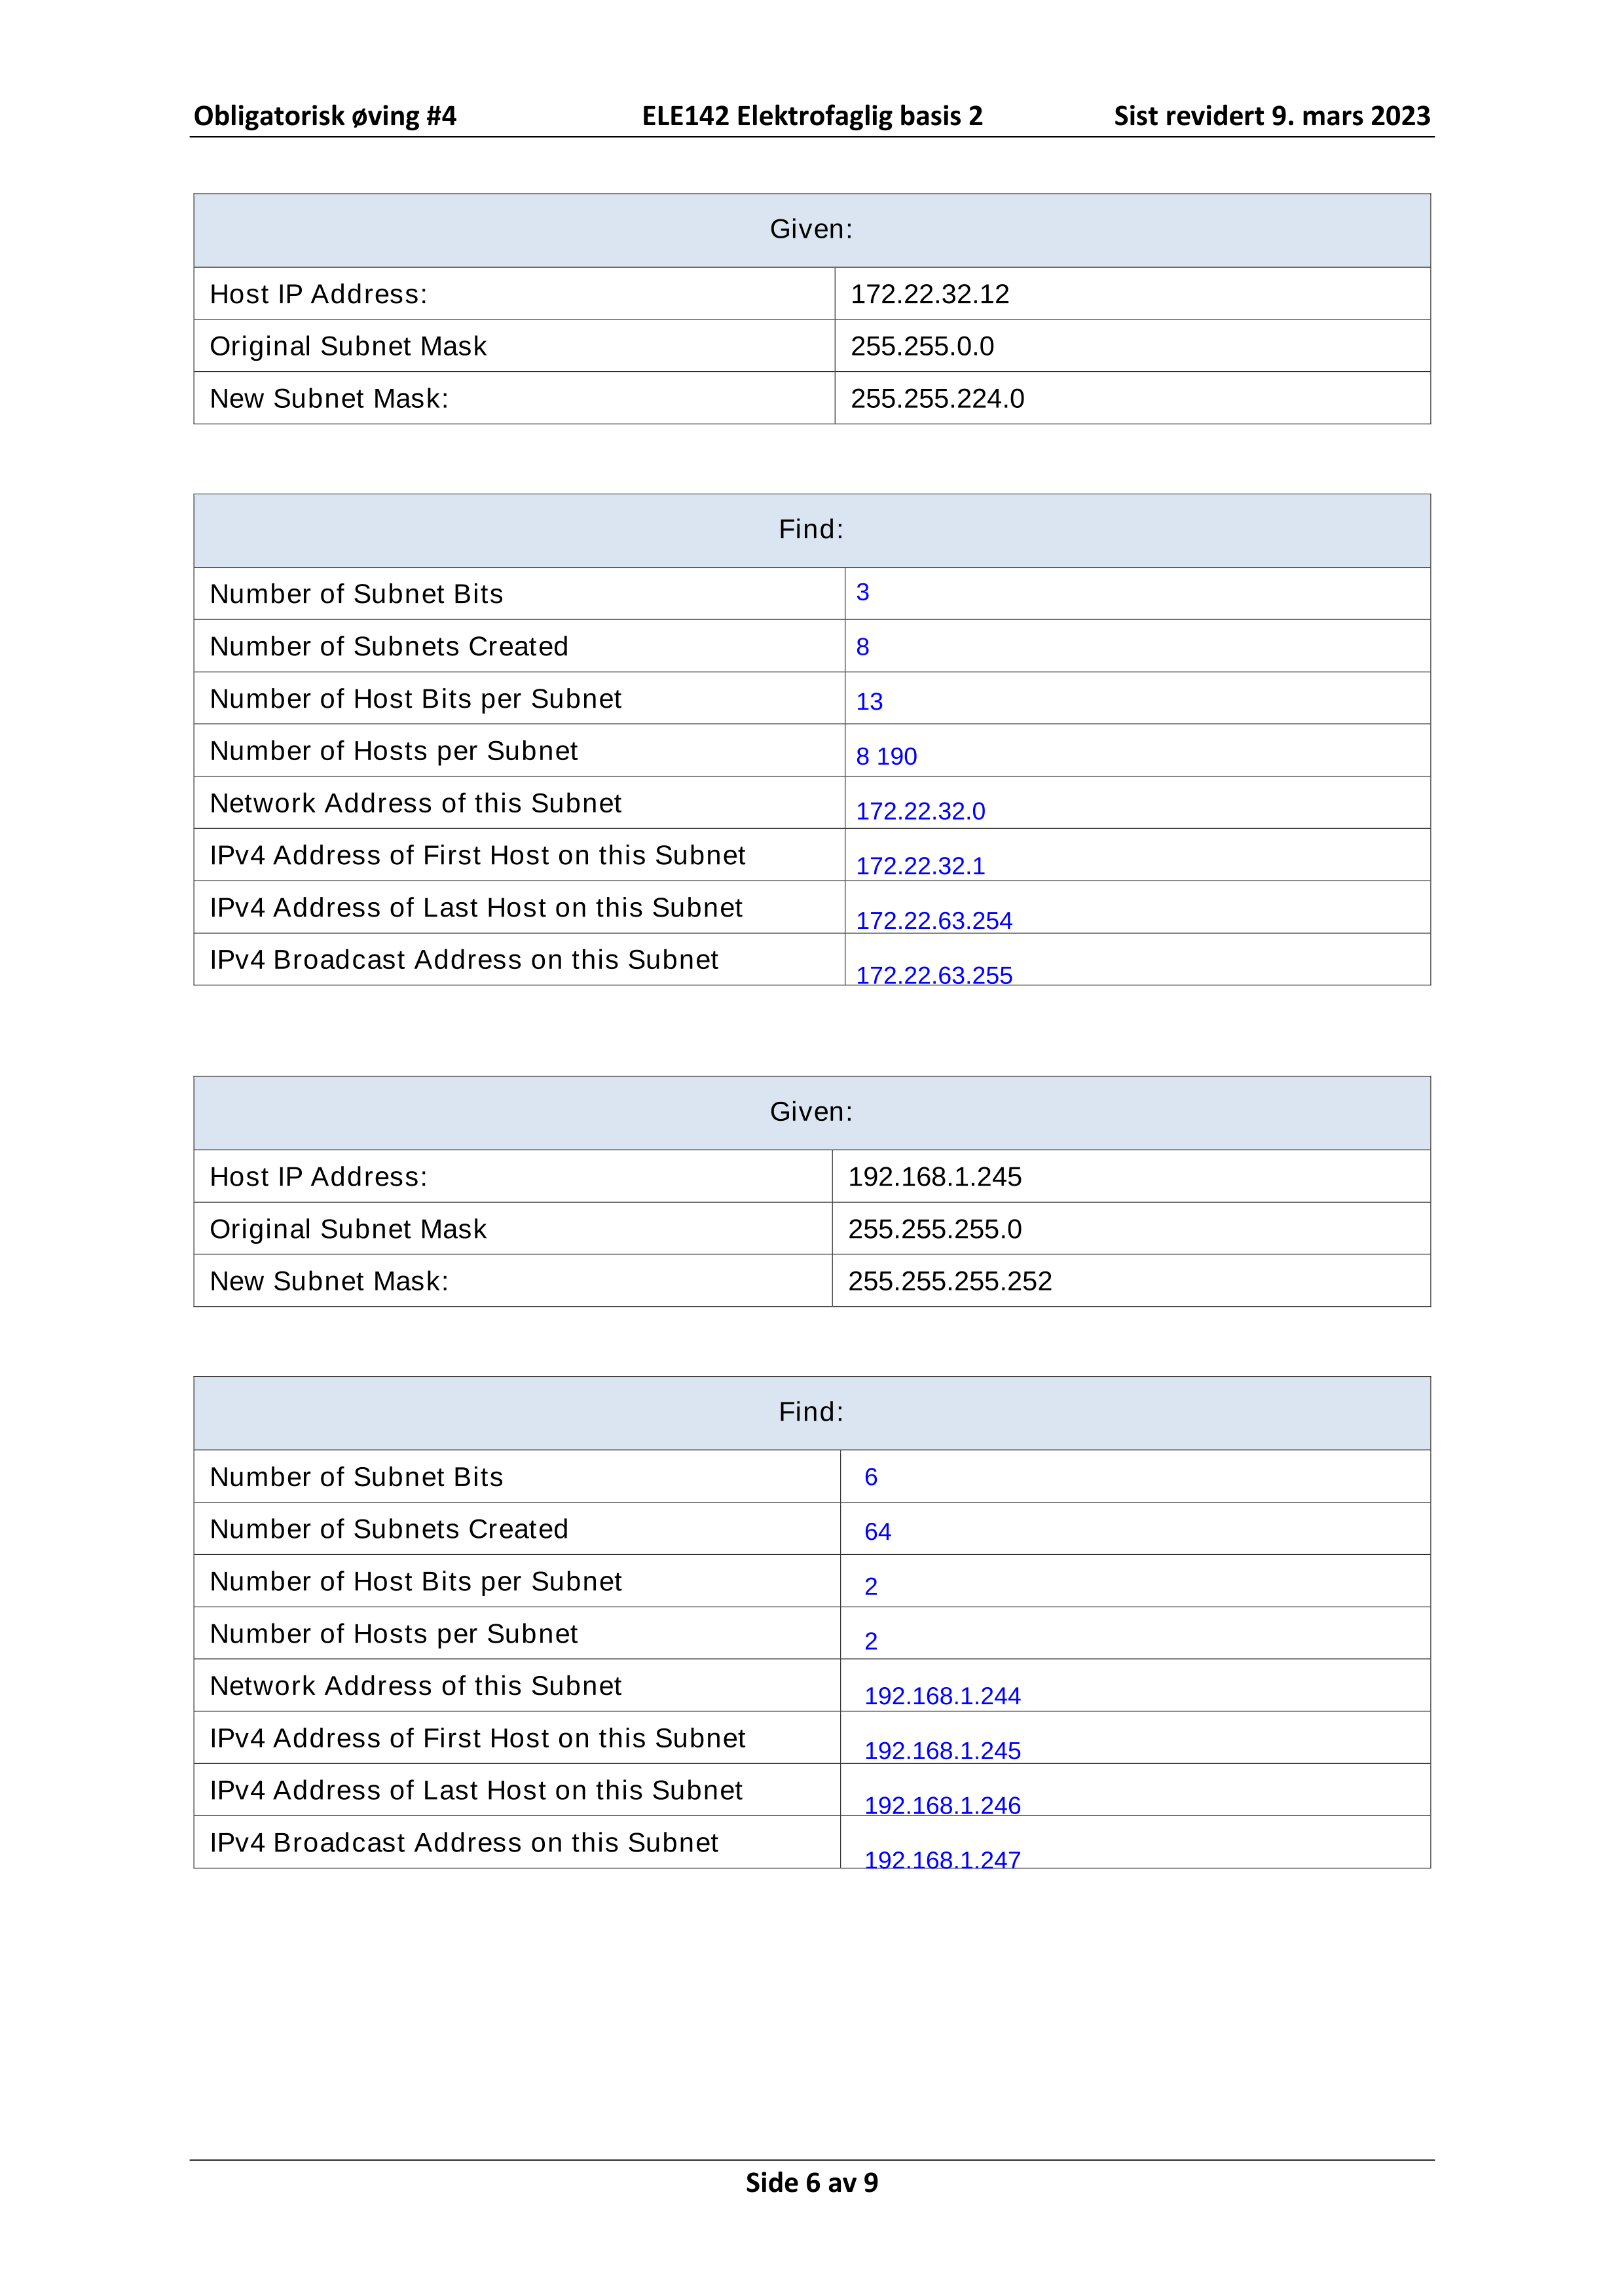 Obligatorisk øving #4 ELE142 Elektrofaglig basis 2 Sist revidert 9. mars 2023
Given:
Host IP Address: 172.22.32.12
Original Subnet Mask 255.255.0.0
New Subnet Mask: 255.255.224.0
Find:
Number of Subnet Bits 3
Number of Subnets Created 8
Number of Host Bits per Subnet 13
Number of Hosts per Subnet 8 190
Network Address of this Subnet 172.22.32.0
IPv4 Address of First Host on this Subnet 172.22.32.1
IPv4 Address of Last Host on this Subnet 172.22.63.254
IPv4 Broadcast Address on this Subnet 172.22.63.255
Given:
Host IP Address: 192.168.1.245
Original Subnet Mask 255.255.255.0
New Subnet Mask: 255.255.255.252
Find:
Number of Subnet Bits 6
Number of Subnets Created 64
Number of Host Bits per Subnet 2
Number of Hosts per Subnet 2
Network Address of this Subnet 192.168.1.244
IPv4 Address of First Host on this Subnet 192.168.1.245
IPv4 Address of Last Host on this Subnet 192.168.1.246
IPv4 Broadcast Address on this Subnet 192.168.1.247
Side 6 av 9